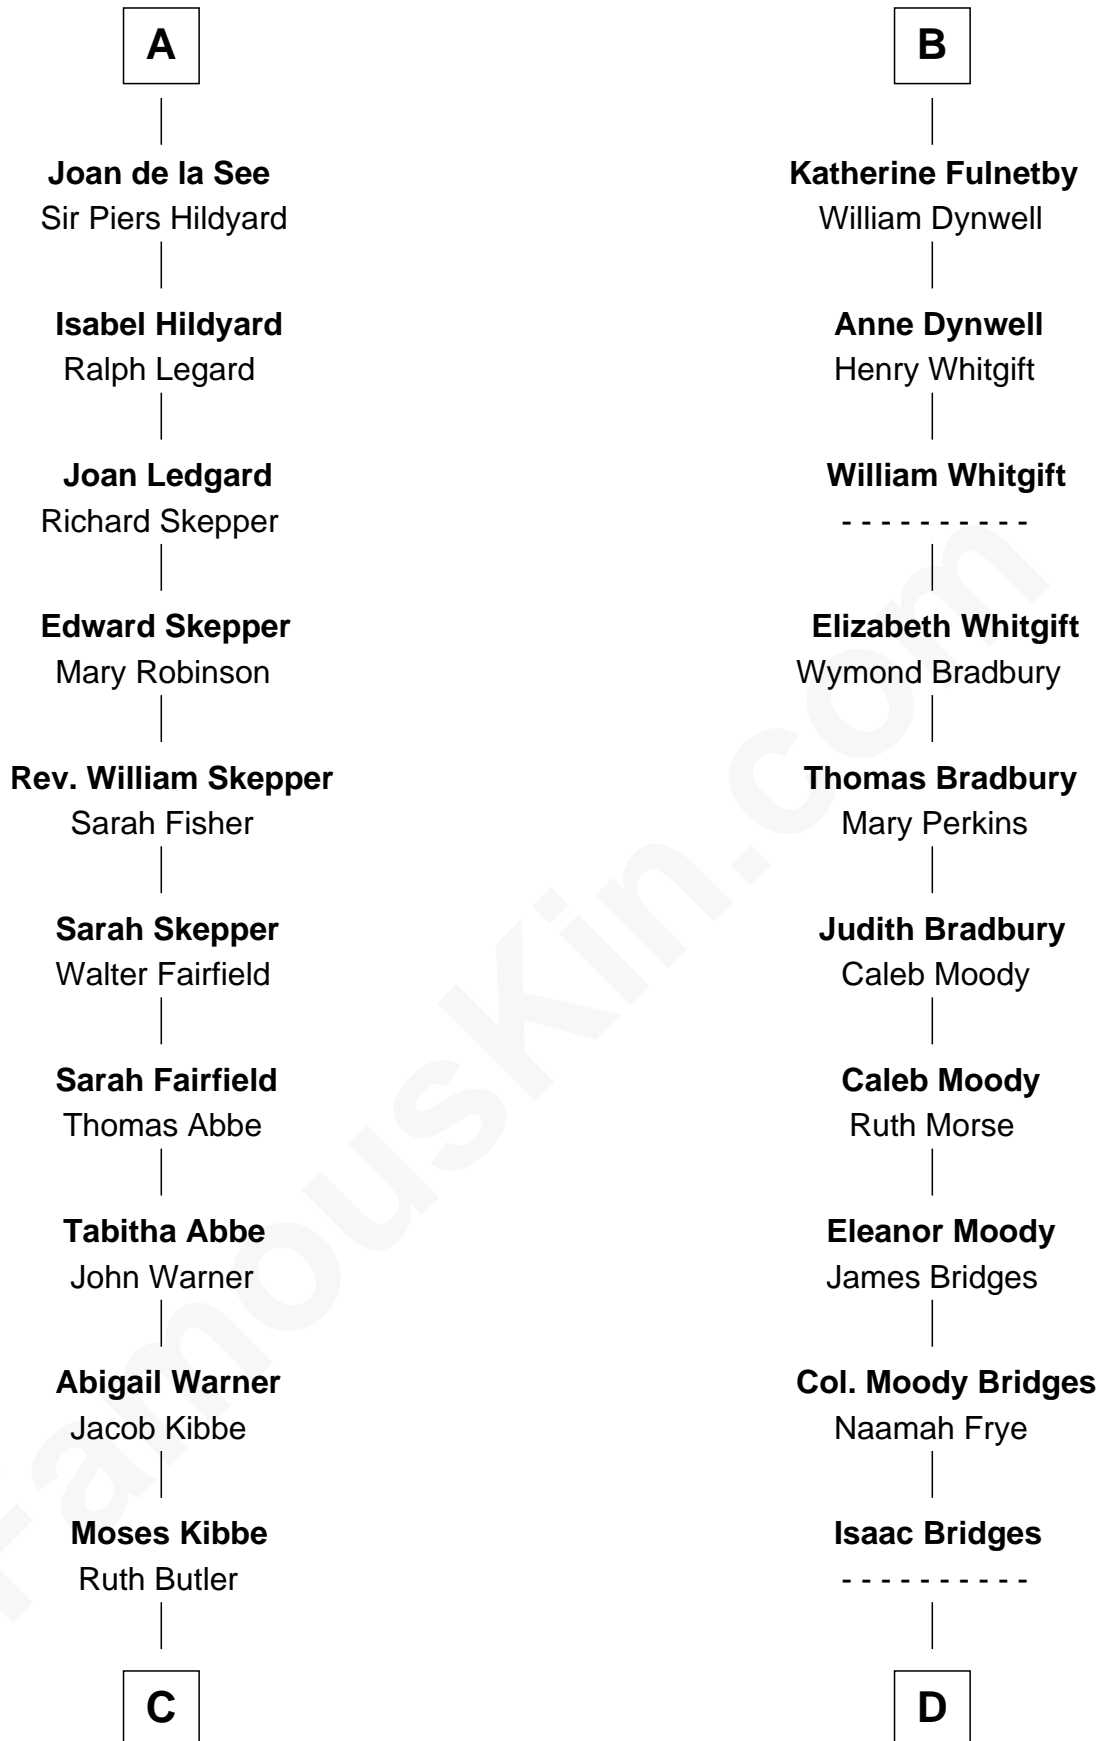 A
Joan de la See
Sir Piers Hildyard
Isabel Hildyard
Ralph Legard
Joan Ledgard
Richard Skepper
Edward Skepper
Mary Robinson
Rev. William Skepper
Sarah Fisher
Sarah Skepper
Walter Fairfield
Sarah Fairfield
Thomas Abbe
Tabitha Abbe
John Warner
Abigail Warner
Jacob Kibbe
Moses Kibbe
Ruth Butler
C
B
Katherine Fulnetby
William Dynwell
Anne Dynwell
Henry Whitgift
William Whitgift
- - - - - - - - - -
Elizabeth Whitgift
Wymond Bradbury
Thomas Bradbury
Mary Perkins
Judith Bradbury
Caleb Moody
Caleb Moody
Ruth Morse
Eleanor Moody
James Bridges
Col. Moody Bridges
Naamah Frye
Isaac Bridges
- - - - - - - - - -
D
FamousKin.com